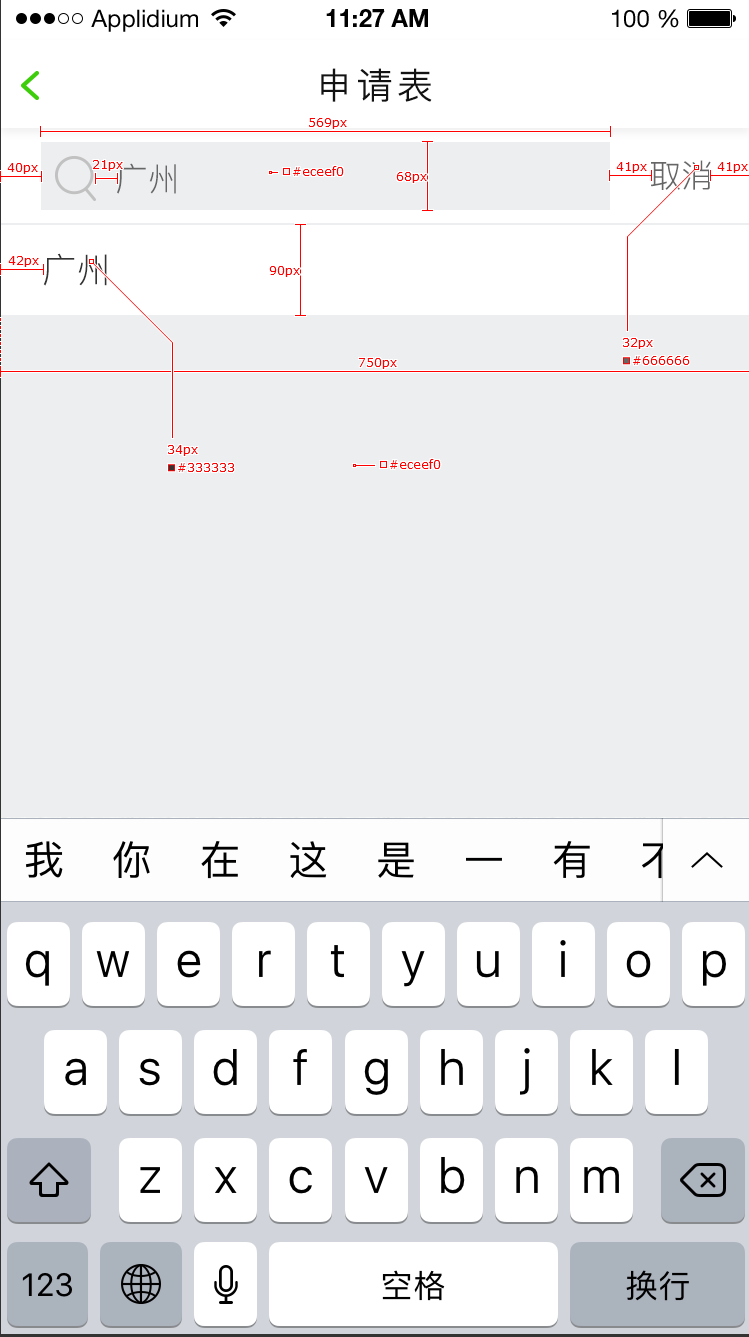 Applidium 11:27 AM 100 %
申请表
569px
40px 21px 广州 #eceef0 68px 41px 取消 41px
42px 广州 90px
32px
#666666
750px
34px
#333333 #eceef0
我 你 在 这 是 一 有 不
q w e r t y u i o p
a s d f g h j k l
z x c v b n m
123 空格 换行